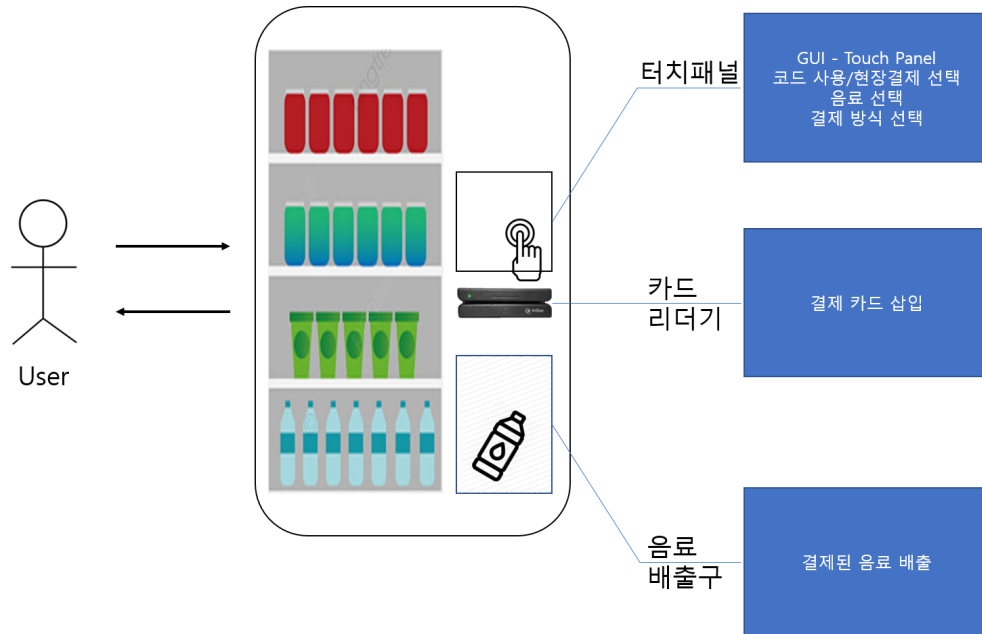 터치패널
GUI - Touch Panel
코드 사용/현장결제 선택
음료 선택
결제 방식 선택
카드
리더기
결제 카드 삽입
User
음료
배출구
결제된 음료 배출